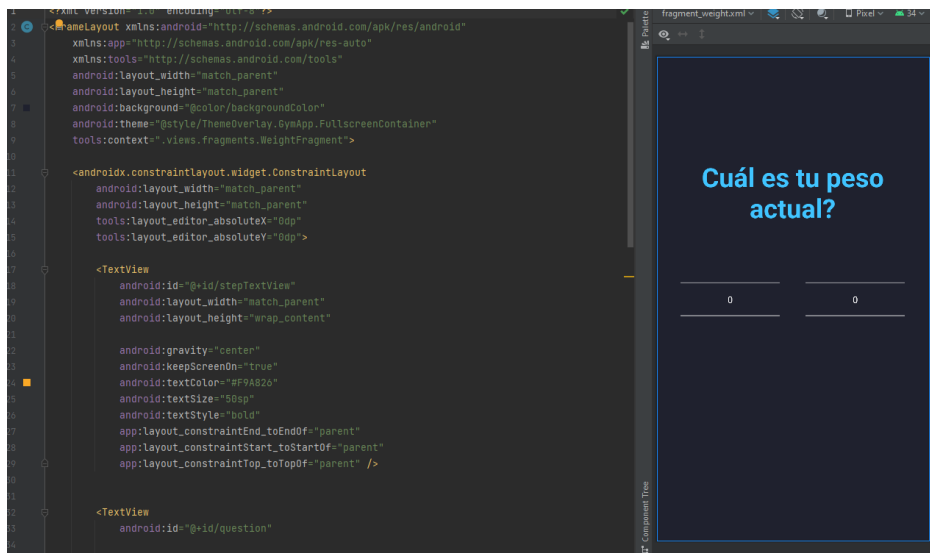 <?xml version="1.0" encoding="utf-8"?>
<FrameLayout xmlns:android="http://schemas.android.com/apk/res/android"
xmlns:app="http://schemas.android.com/apk/res-auto"
xmlns:tools="http://schemas.android.com/tools"
android:layout_width="match_parent"
android:layout_height="match_parent"
android:background="@color/backgroundColor"
android:theme="@style/ThemeOverlay.GymApp.FullscreenContainer"
tools:context=".views.fragments.WeightFragment">
<androidx.constraintlayout.widget.ConstraintLayout
android:layout_width="match_parent"
android:layout_height="match_parent"
tools:layout_editor_absoluteX="0dp"
tools:layout_editor_absoluteY="0dp">
<TextView
android:id="@+id/stepTextView"
android:layout_width="match_parent"
android:layout_height="wrap_content"
android:gravity="center"
android:keepScreenOn="true"
android:textColor="#F9A826"
android:textSize="50sp"
android:textStyle="bold"
app:layout_constraintEnd_toEndOf="parent"
app:layout_constraintStart_toStartOf="parent"
app:layout_constraintTop_toTopOf="parent" />
<TextView
android:id="@+id/question"
Palette
Component Tree
fragment_weight.xml
Pixel
34
Cuál es tu peso
actual?
0 0